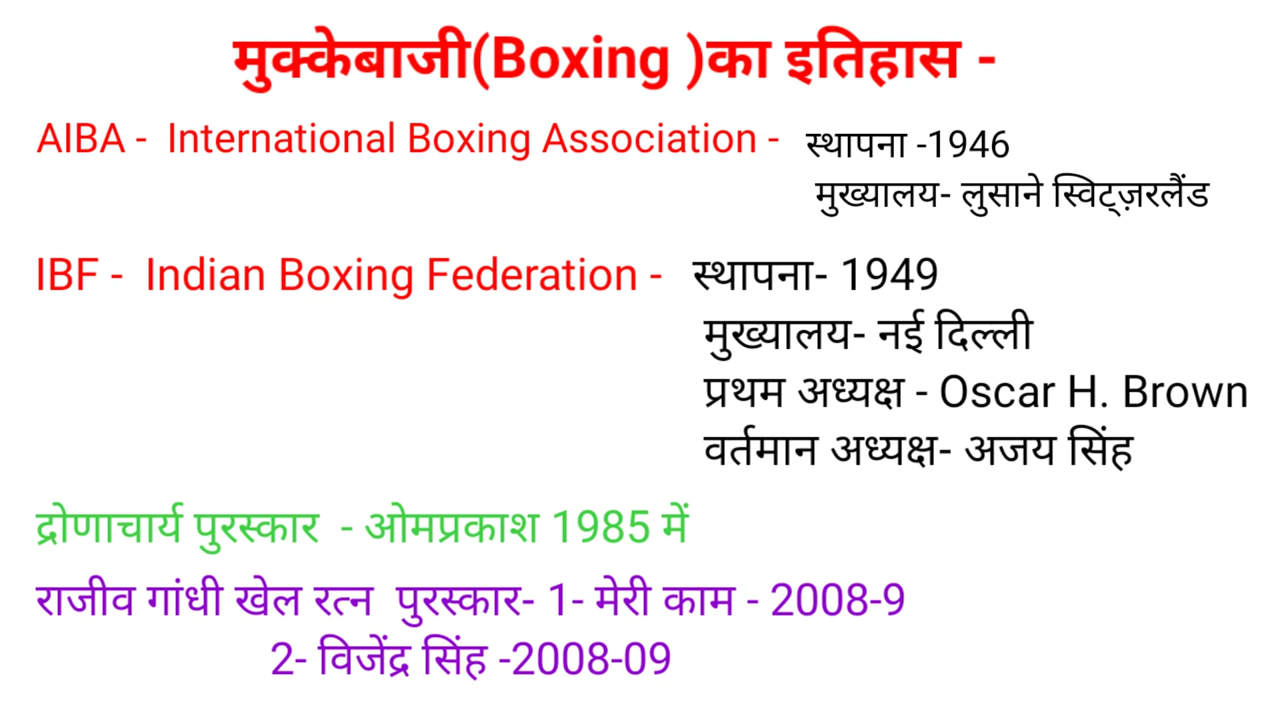 मुक्केबाजी(Boxing )का इतिहास -
AIBA - International Boxing Association - स्थापना -1946
मुख्यालय- लुसाने स्विट्ज़रलैंड
IBF - Indian Boxing Federation - स्थापना- 1949
मुख्यालय- नई दिल्ली
प्रथम अध्यक्ष - Oscar H. Brown
वर्तमान अध्यक्ष- अजय सिंह
द्रोणाचार्य पुरस्कार - ओमप्रकाश 1985 में
राजीव गांधी खेल रत्न पुरस्कार- 1- मेरी काम - 2008-9
2- विजेंद्र सिंह -2008-09